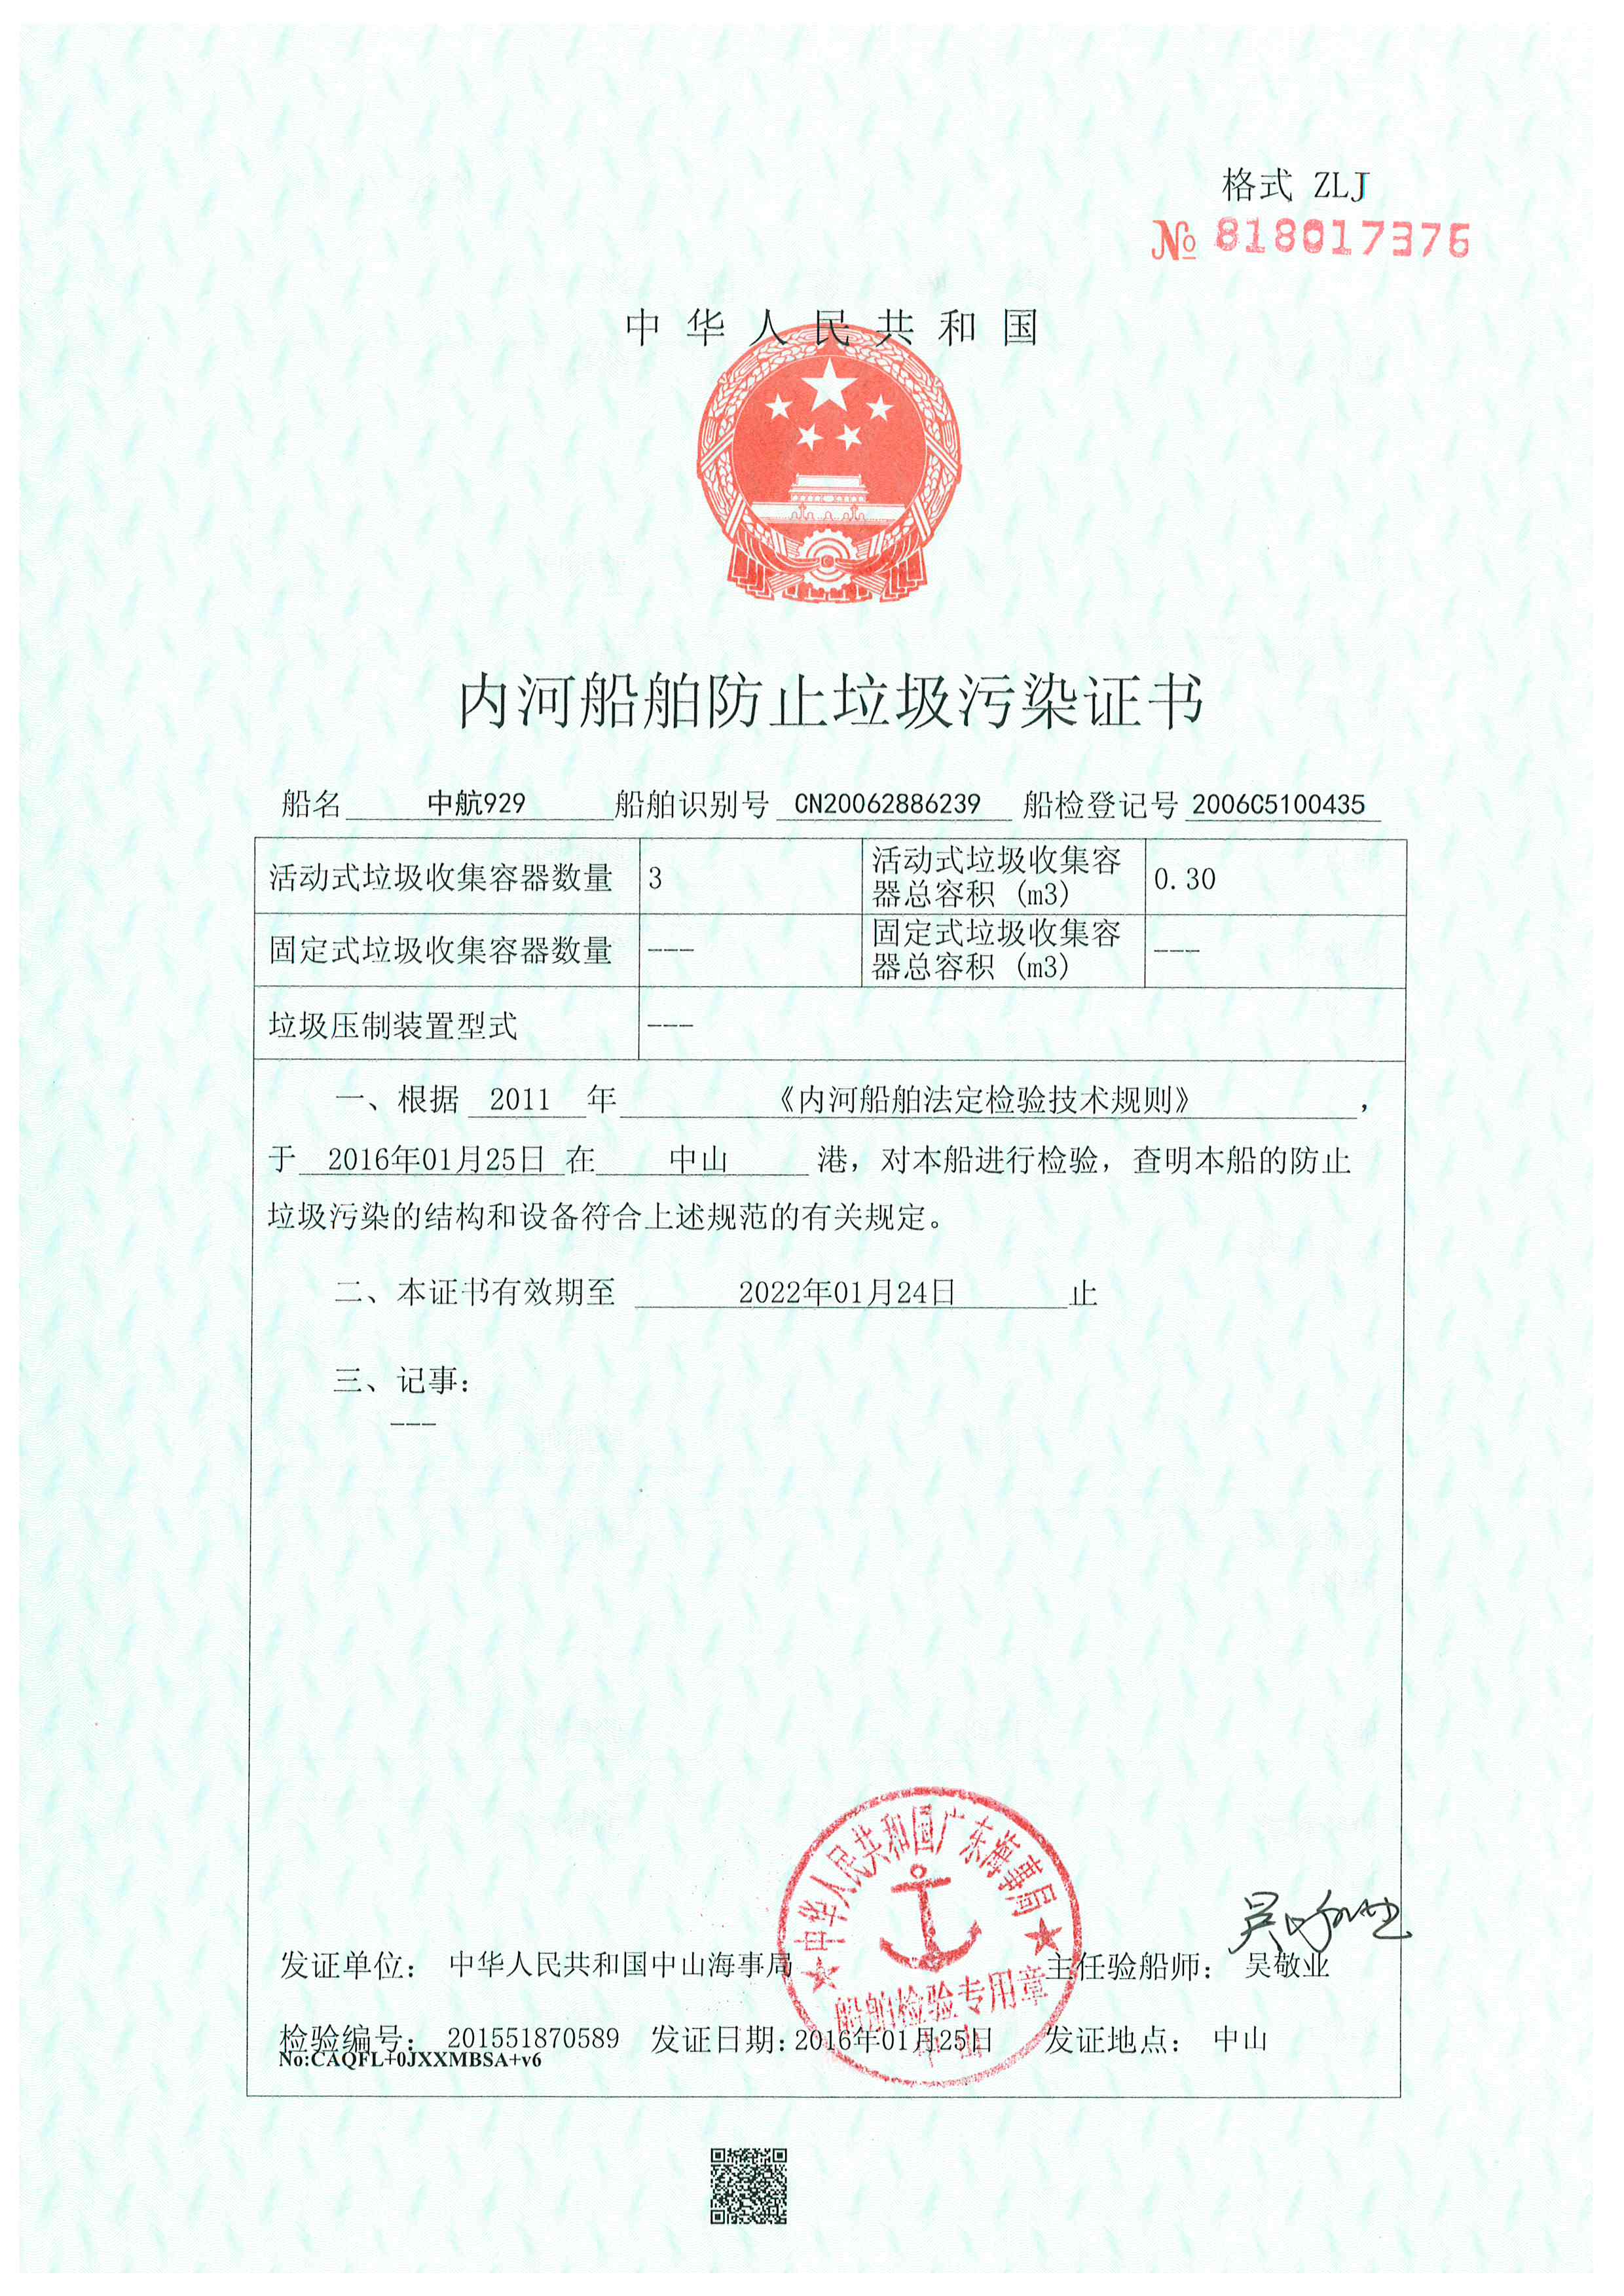 格式 ZLJ
№ 818017376
中华人民共和国
内河船舶防止垃圾污染证书
船名 中航929 船舶识别号 CN20062886239 船检登记号 2006C5100435
活动式垃圾收集容器数量 3 活动式垃圾收集容
器总容积 (m3) 0.30
固定式垃圾收集容器数量 --- 固定式垃圾收集容
器总容积 (m3) ---
垃圾压制装置型式 ---
一、根据 2011 年 《内河船舶法定检验技术规则》,
于 2016年01月25日 在 中山 港, 对本船进行检验, 查明本船的防止
垃圾污染的结构和设备符合上述规范的有关规定。
二、本证书有效期至 2022年01月24日 止
三、记事:
---
中华人民共和国广东海事局
船舶检验专用章
中山
吴敬业
发证单位: 中华人民共和国中山海事局 主任验船师: 吴敬业
检验编号: 201551870589 发证日期: 2016年01月25日 发证地点: 中山
No:CAQFL+0JXXMBSA+v6